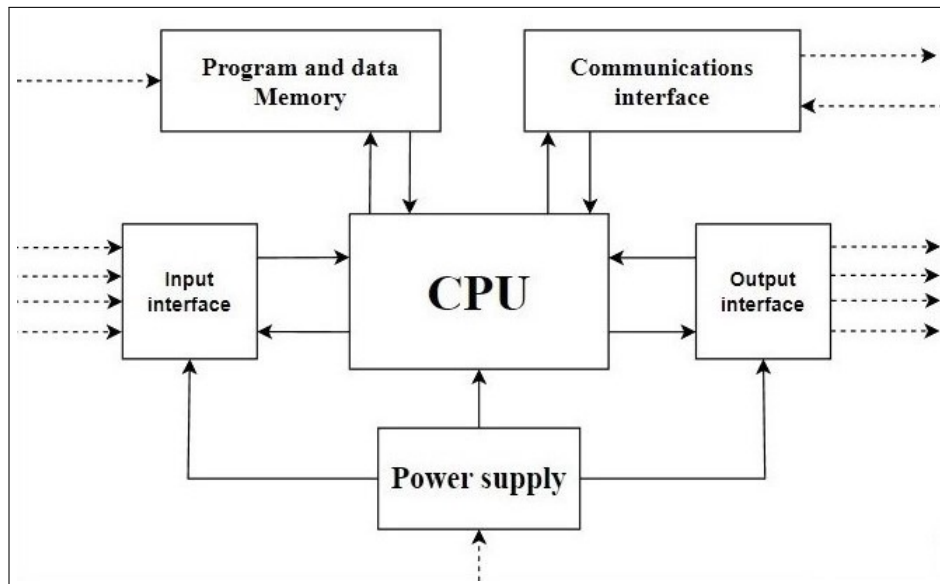 Program and data
Memory
Communications
interface
Input
interface
CPU
Output
interface
Power supply